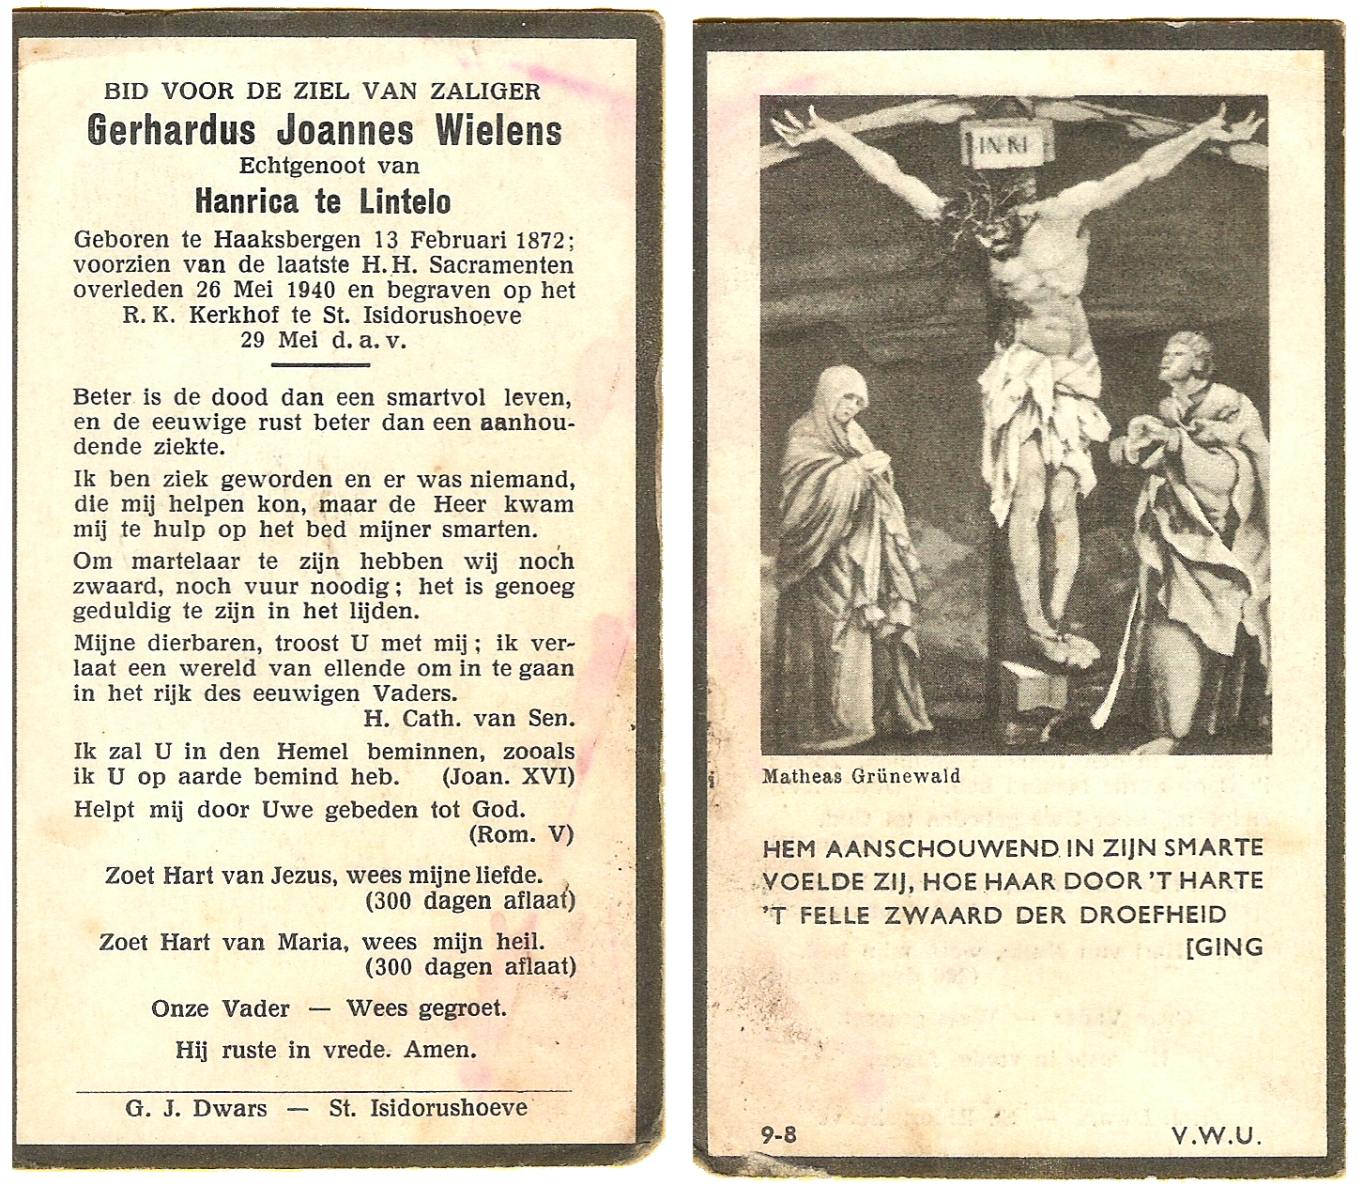 BID VOOR DE ZIEL VAN ZALIGER
Gerhardus Joannes Wielens
Echtgenoot van
Hanrica te Lintelo
Geboren te Haaksbergen 13 Februari 1872;
voorzien van de laatste H.H. Sacramenten
overleden 26 Mei 1940 en begraven op het
R.K. Kerkhof te St. Isidorushoeve
29 Mei d.a.v.
Beter is de dood dan een smartvol leven,
en de eeuwige rust beter dan een aanhou-
dende ziekte.
Ik ben ziek geworden en er was niemand,
die mij helpen kon, maar de Heer kwam
mij te hulp op het bed mijner smarten.
Om martelaar te zijn hebben wij noch
zwaard, noch vuur noodig; het is genoeg
geduldig te zijn in het lijden.
Mijne dierbaren, troost U met mij; ik ver-
laat een wereld van ellende om in te gaan
in het rijk des eeuwigen Vaders.
H. Cath. van Sen.
Ik zal U in den Hemel beminnen, zooals
ik U op aarde bemind heb. (Joan. XVI)
Helpt mij door Uwe gebeden tot God.
(Rom. V)
Zoet Hart van Jezus, wees mijne liefde.
(300 dagen aflaat)
Zoet Hart van Maria, wees mijn heil.
(300 dagen aflaat)
Onze Vader — Wees gegroet.
Hij ruste in vrede. Amen.
G. J. Dwars — St. Isidorushoeve
INRI
Matheas Grünewald
HEM AANSCHOUWEND IN ZIJN SMARTE
VOELDE ZIJ, HOE HAAR DOOR 'T HARTE
'T FELLE ZWAARD DER DROEFHEID
[GING
9-8 V.W.U.